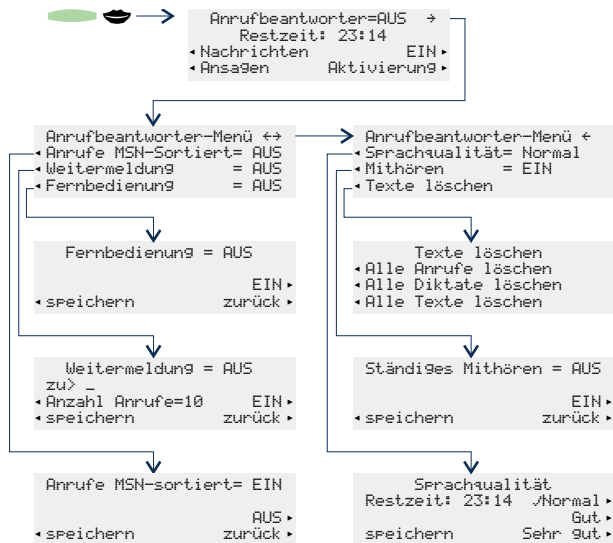 Anrufbeantworter=AUS →
Restzeit: 23:14
◂Nachrichten EIN▸
◂Ansagen Aktivierung▸
Anrufbeantworter-Menü ↔
◂Anrufe MSN-Sortiert= AUS
◂Weitermeldung = AUS
◂Fernbedienung = AUS
Anrufbeantworter-Menü ←
◂Sprachqualität= Normal
◂Mithören = EIN
◂Texte löschen
Fernbedienung = AUS
EIN▸
◂speichern zurück▸
Texte löschen
◂Alle Anrufe löschen
◂Alle Diktate löschen
◂Alle Texte löschen
Weitermeldung = AUS
zu> _
◂Anzahl Anrufe=10 EIN▸
◂speichern zurück▸
Ständiges Mithören = AUS
EIN▸
◂speichern zurück▸
Anrufe MSN-sortiert= EIN
AUS▸
◂speichern zurück▸
Sprachqualität
Restzeit: 23:14 ✓Normal▸
Gut▸
speichern Sehr gut▸